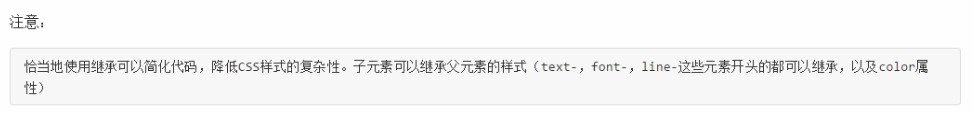 注意：
恰当地使用继承可以简化代码，降低CSS样式的复杂性。子元素可以继承父元素的样式（text-，font-，line-这些元素开头的都可以继承，以及color属
性）